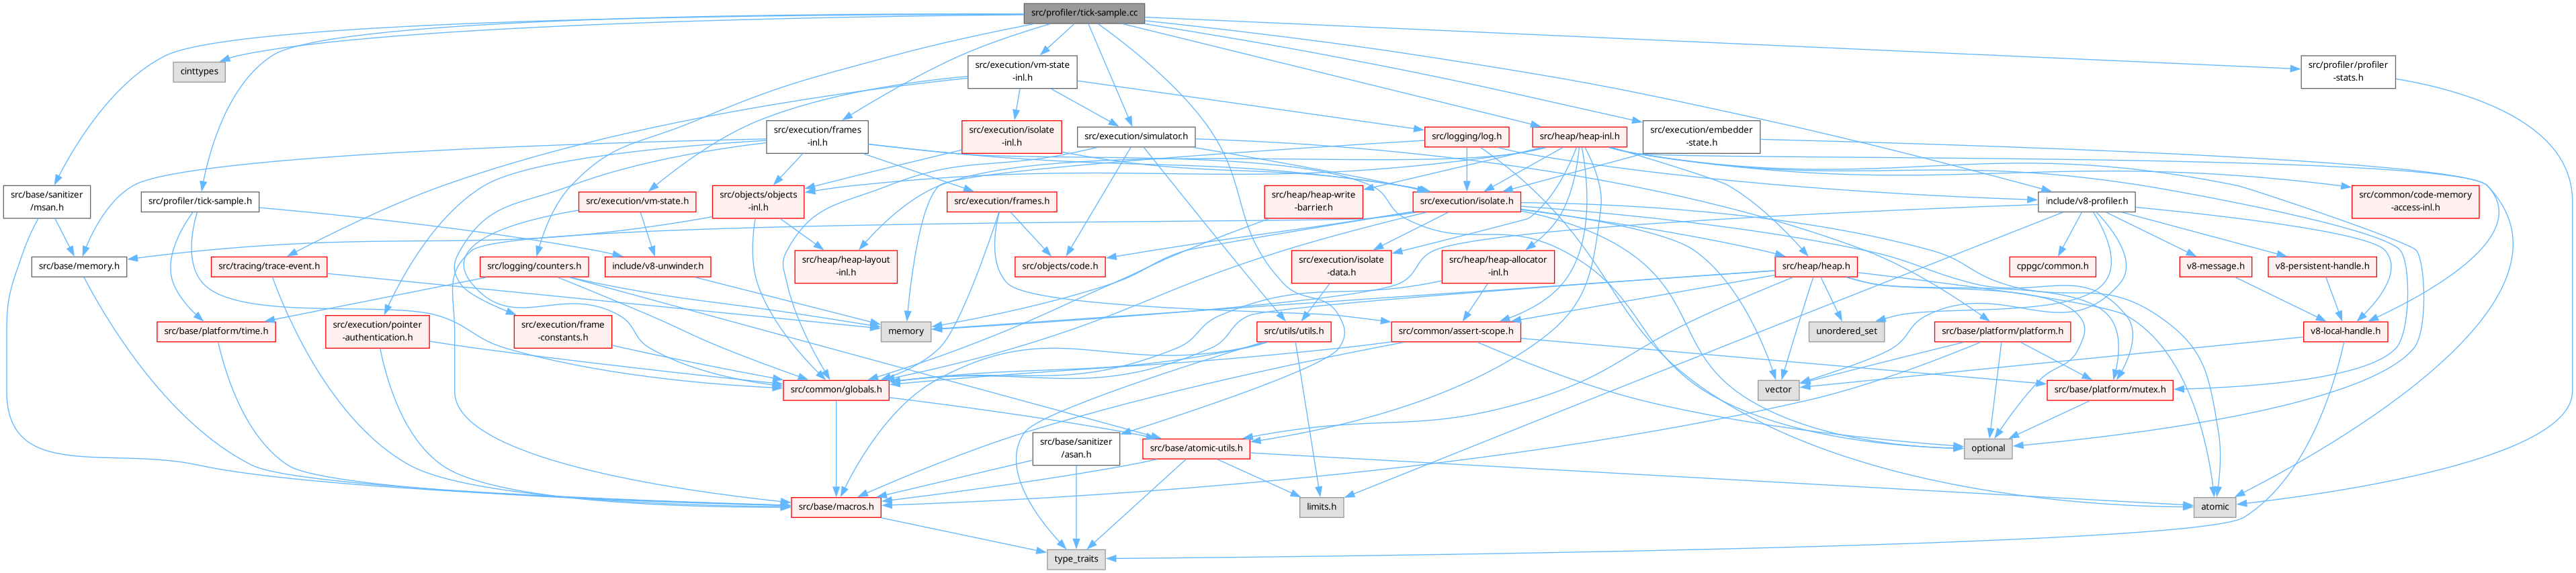 src/profiler/tick-sample.cc
cinttypes
src/execution/vm-state
-inl.h
src/profiler/profiler
-stats.h
src/execution/frames
-inl.h
src/execution/isolate
-inl.h
src/execution/simulator.h
src/logging/log.h
src/heap/heap-inl.h
src/execution/embedder
-state.h
src/base/sanitizer
/msan.h
src/profiler/tick-sample.h
src/execution/vm-state.h
src/objects/objects
-inl.h
src/execution/frames.h
src/heap/heap-write
-barrier.h
src/execution/isolate.h
src/common/code-memory
-access-inl.h
include/v8-profiler.h
src/base/memory.h
src/tracing/trace-event.h
src/logging/counters.h
include/v8-unwinder.h
src/heap/heap-layout
-inl.h
src/objects/code.h
src/execution/isolate
-data.h
src/heap/heap-allocator
-inl.h
src/heap/heap.h
cppgc/common.h
v8-message.h
v8-persistent-handle.h
src/base/platform/time.h
src/execution/pointer
-authentication.h
src/execution/frame
-constants.h
memory
src/utils/utils.h
src/common/assert-scope.h
unordered_set
src/base/platform/platform.h
v8-local-handle.h
src/common/globals.h
vector
src/base/platform/mutex.h
src/base/sanitizer
/asan.h
src/base/atomic-utils.h
optional
src/base/macros.h
limits.h
atomic
type_traits